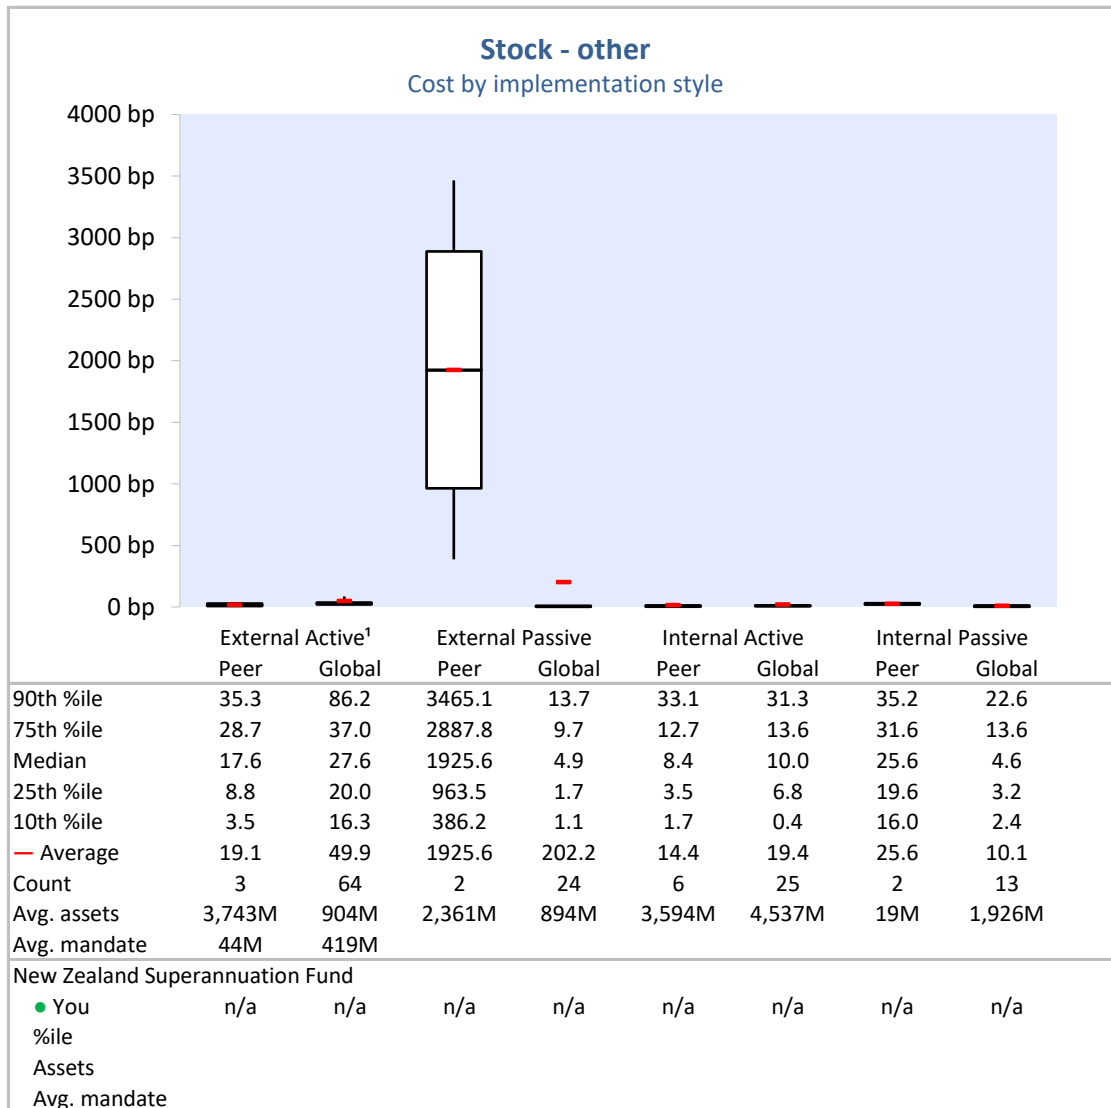 Stock - other
Cost by implementation style
4000 bp
3500 bp
3000 bp
2500 bp
2000 bp
1500 bp
1000 bp
500 bp
0 bp
External Active¹ External Passive Internal Active Internal Passive
Peer Global Peer Global Peer Global Peer Global
90th %ile 35.3 86.2 3465.1 13.7 33.1 31.3 35.2 22.6
75th %ile 28.7 37.0 2887.8 9.7 12.7 13.6 31.6 13.6
Median 17.6 27.6 1925.6 4.9 8.4 10.0 25.6 4.6
25th %ile 8.8 20.0 963.5 1.7 3.5 6.8 19.6 3.2
10th %ile 3.5 16.3 386.2 1.1 1.7 0.4 16.0 2.4
Average 19.1 49.9 1925.6 202.2 14.4 19.4 25.6 10.1
Count 3 64 2 24 6 25 2 13
Avg. assets 3,743M 904M 2,361M 894M 3,594M 4,537M 19M 1,926M
Avg. mandate 44M 419M
New Zealand Superannuation Fund
You n/a n/a n/a n/a n/a n/a n/a n/a
%ile
Assets
Avg. mandate